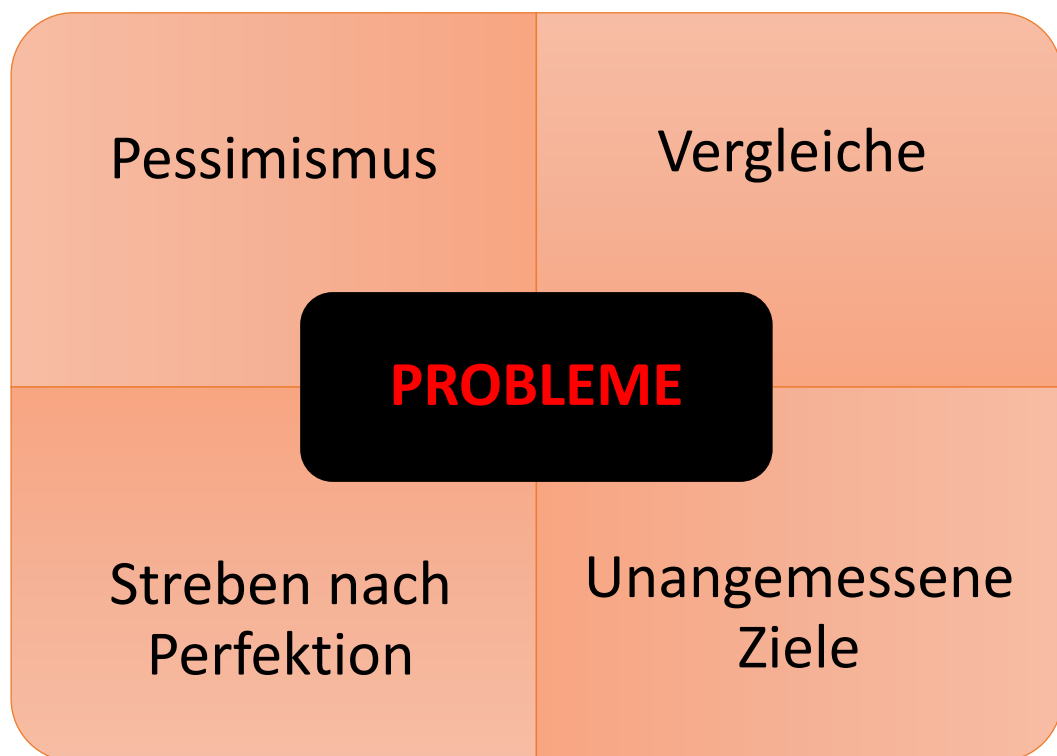 Pessimismus
Vergleiche
PROBLEME
Streben nach
Perfektion
Unangemessene
Ziele